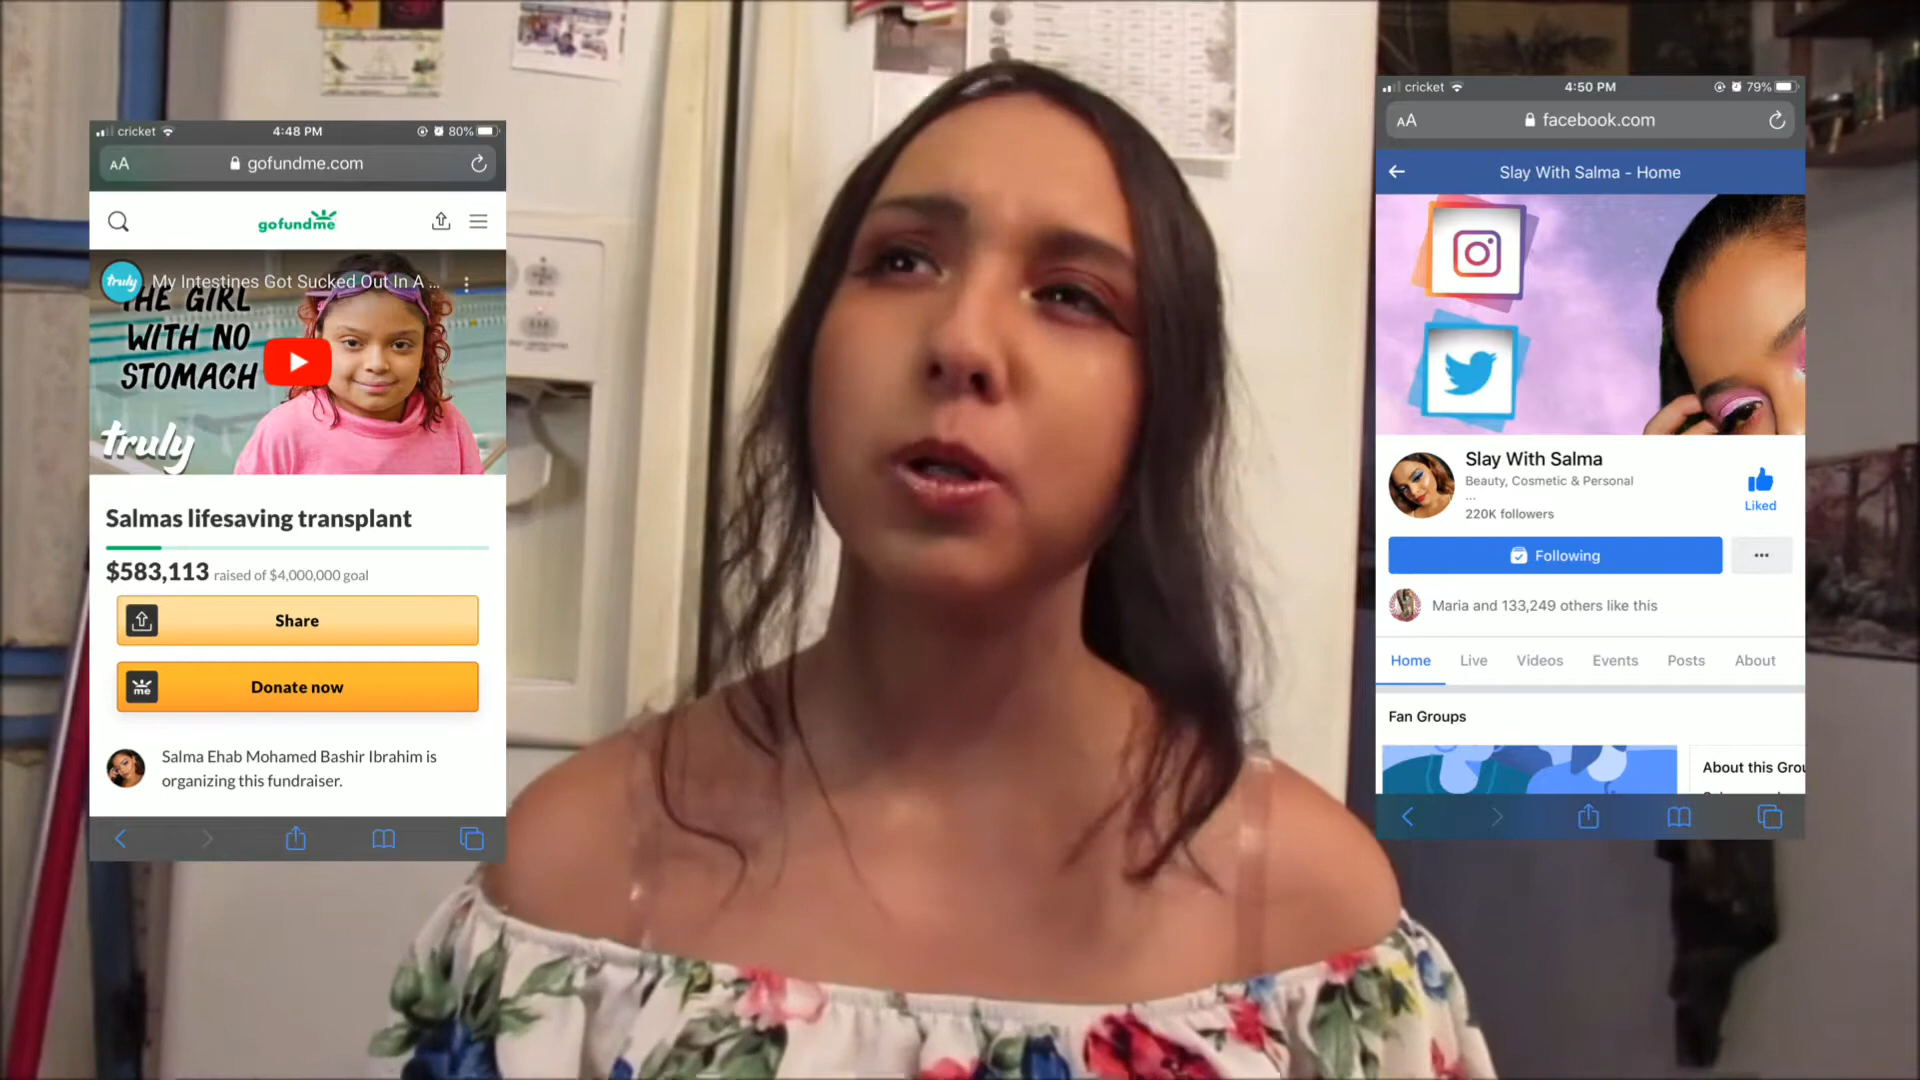 cricket
4:48 PM
80%
AA
gofundme.com
gofundme
truly
My Intestines Got Sucked Out In A ...
THE GIRL
WITH NO
STOMACH
truly
Salmas lifesaving transplant
$583,113 raised of $4,000,000 goal
Share
me
Donate now
Salma Ehab Mohamed Bashir Ibrahim is
organizing this fundraiser.
cricket
4:50 PM
79%
AA
facebook.com
Slay With Salma - Home
Slay With Salma
Beauty, Cosmetic & Personal
...
220K followers
Liked
Following
Maria and 133,249 others like this
Home
Live
Videos
Events
Posts
About
Fan Groups
About this Grou